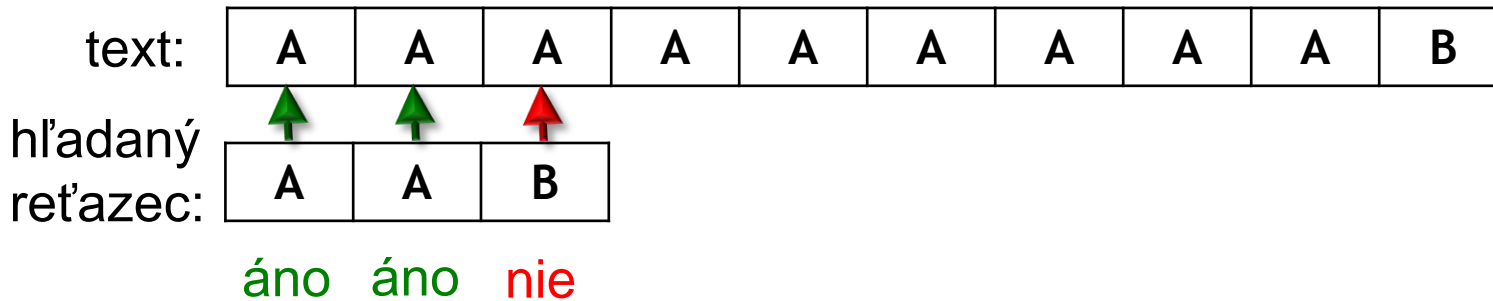 text: A A A A A A A A A B
hľadaný
reťazec: A A B
áno áno nie